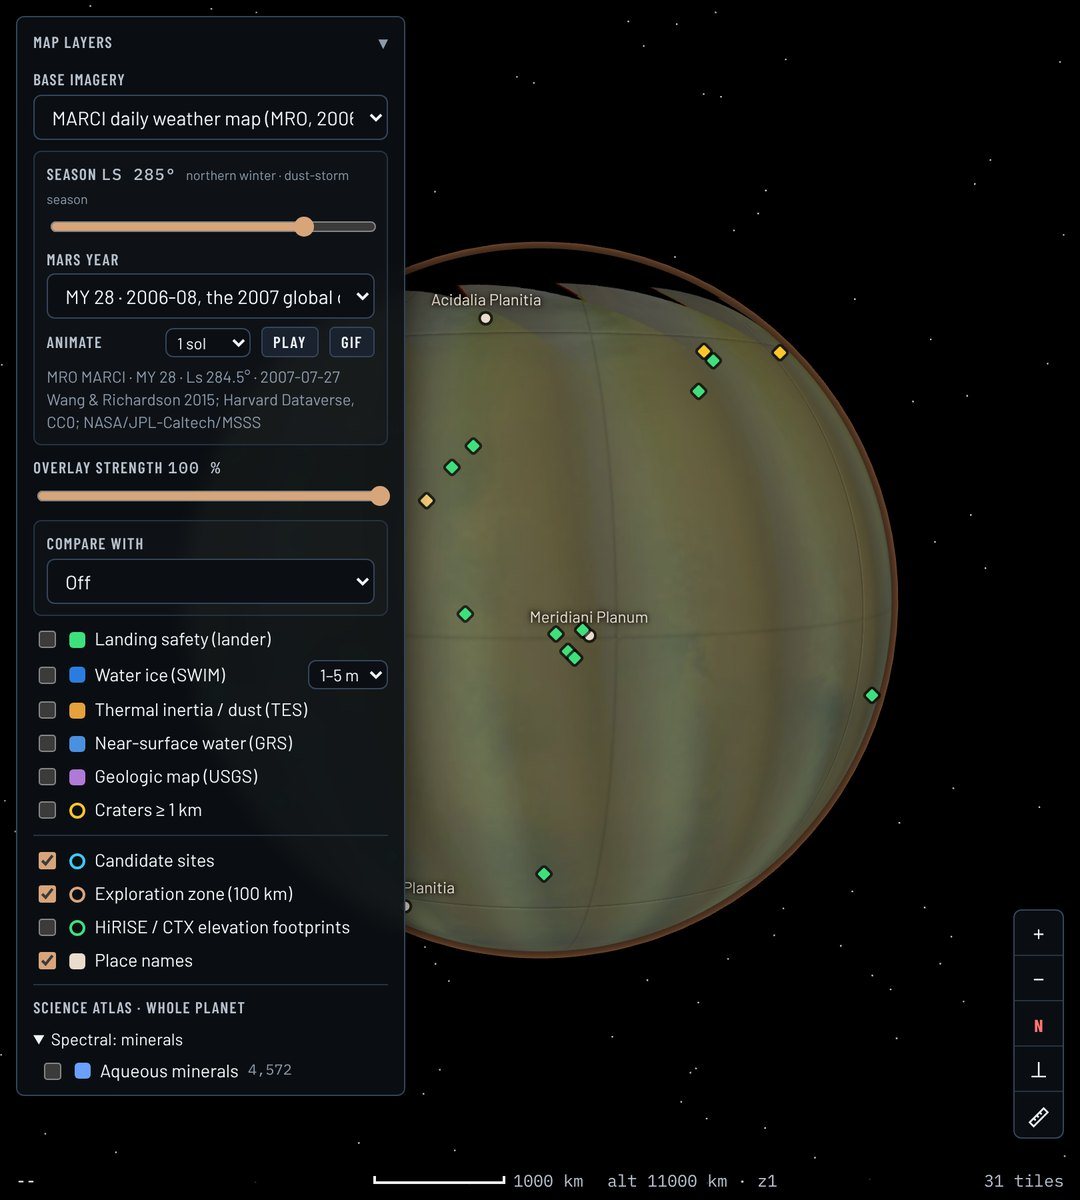 MAP LAYERS ▼
BASE IMAGERY
MARCI daily weather map (MRO, 2006
SEASON LS 285° northern winter · dust-storm
season
MARS YEAR
MY 28 · 2006-08, the 2007 global
ANIMATE 1 sol PLAY GIF
MRO MARCI · MY 28 · Ls 284.5° · 2007-07-27
Wang & Richardson 2015; Harvard Dataverse,
CC0; NASA/JPL-Caltech/MSSS
OVERLAY STRENGTH 100 %
COMPARE WITH
Off
Landing safety (lander)
Water ice (SWIM) 1–5 m
Thermal inertia / dust (TES)
Near-surface water (GRS)
Geologic map (USGS)
Craters ≥ 1 km
Candidate sites
Exploration zone (100 km)
HiRISE / CTX elevation footprints
Place names
SCIENCE ATLAS · WHOLE PLANET
▼ Spectral: minerals
Aqueous minerals 4,572
Acidalia Planitia
Meridiani Planum
Planitia
+
−
N
--
1000 km alt 11000 km · z1
31 tiles